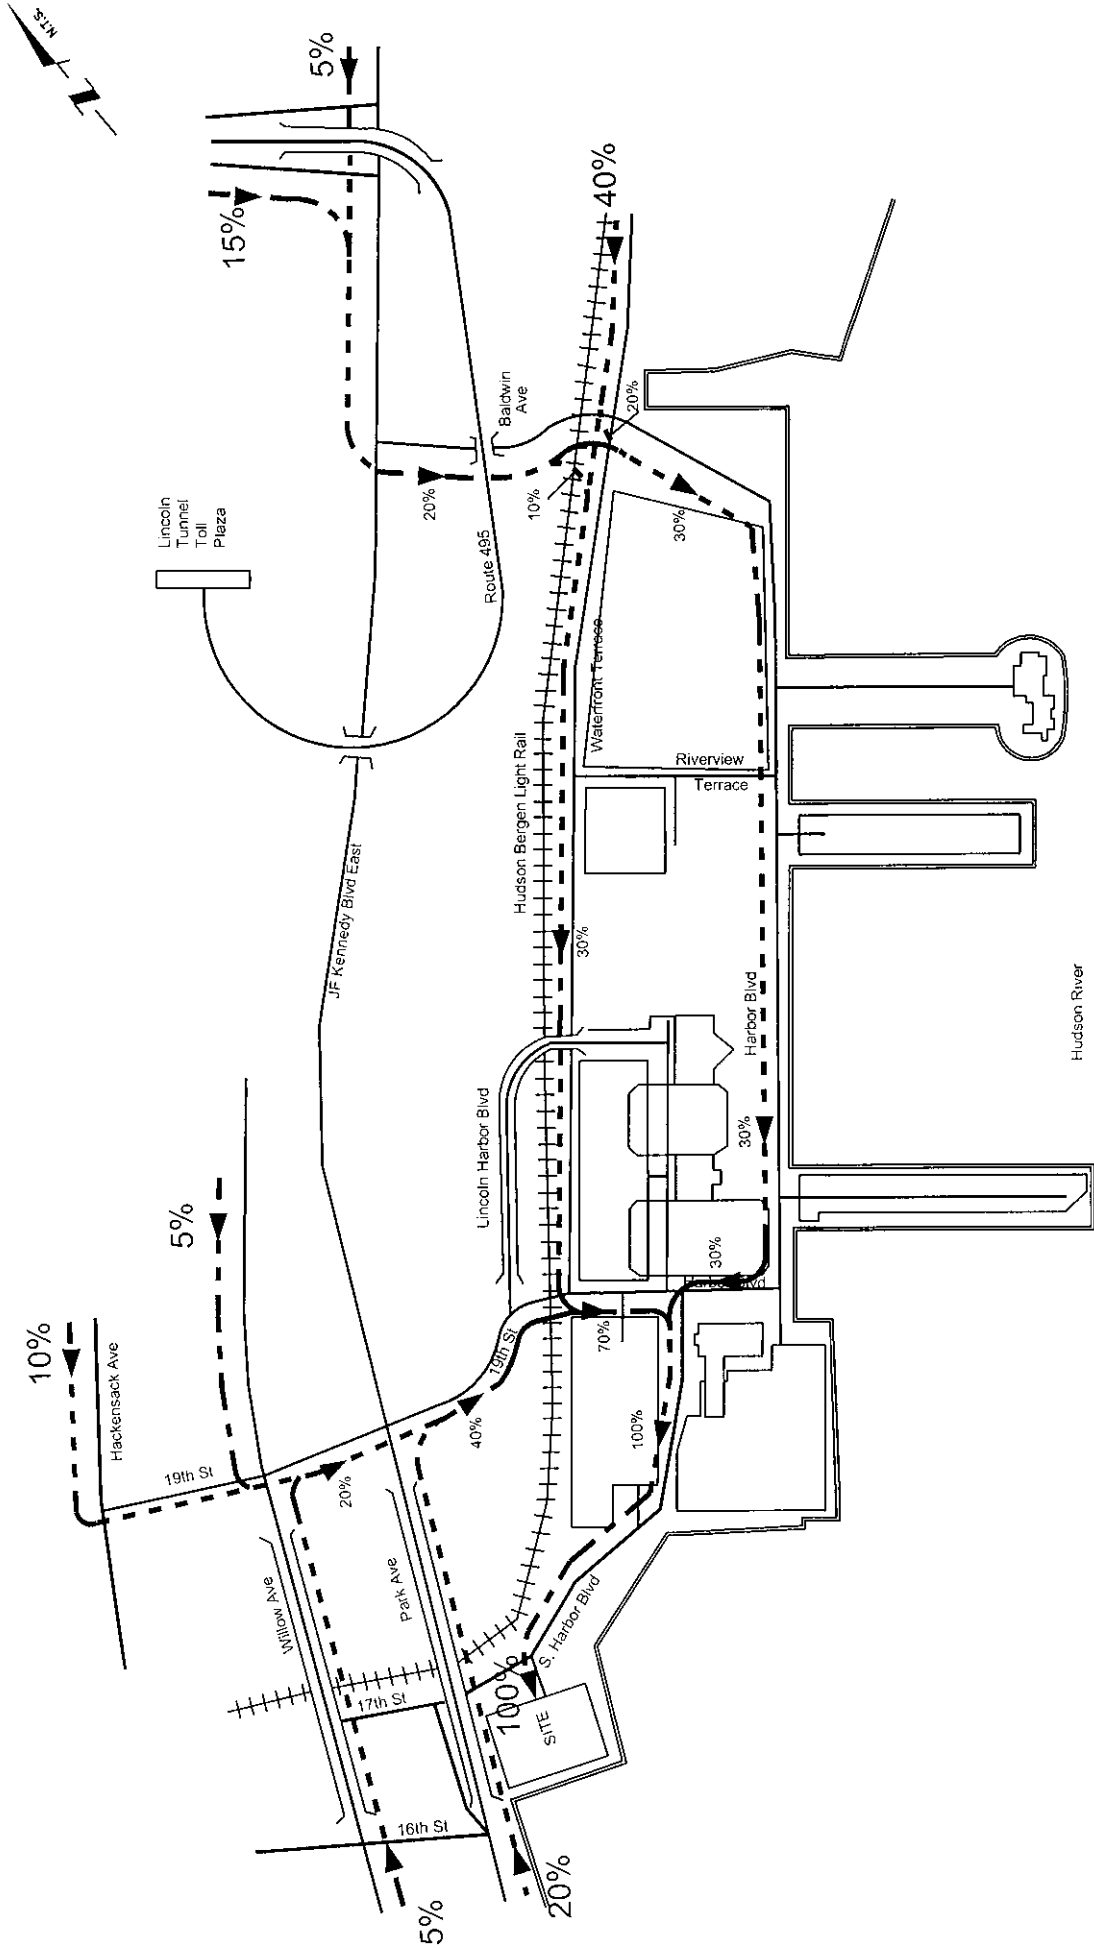 N.T.S.
5%
15%
40%
Baldwin
Ave
20%
20%
10%
30%
Lincoln
Tunnel
Toll
Plaza
Route 495
Waterfront Terrace
Riverview
Terrace
Hudson Bergen Light Rail
JF Kennedy Blvd East
30%
Harbor Blvd
Hudson River
Lincoln Harbor Blvd
30%
30%
5%
10%
Hackensack Ave
19th St
19th St
70%
40%
100%
20%
Willow Ave
Park Ave
S. Harbor Blvd
17th St
100%
SITE
16th St
5%
20%